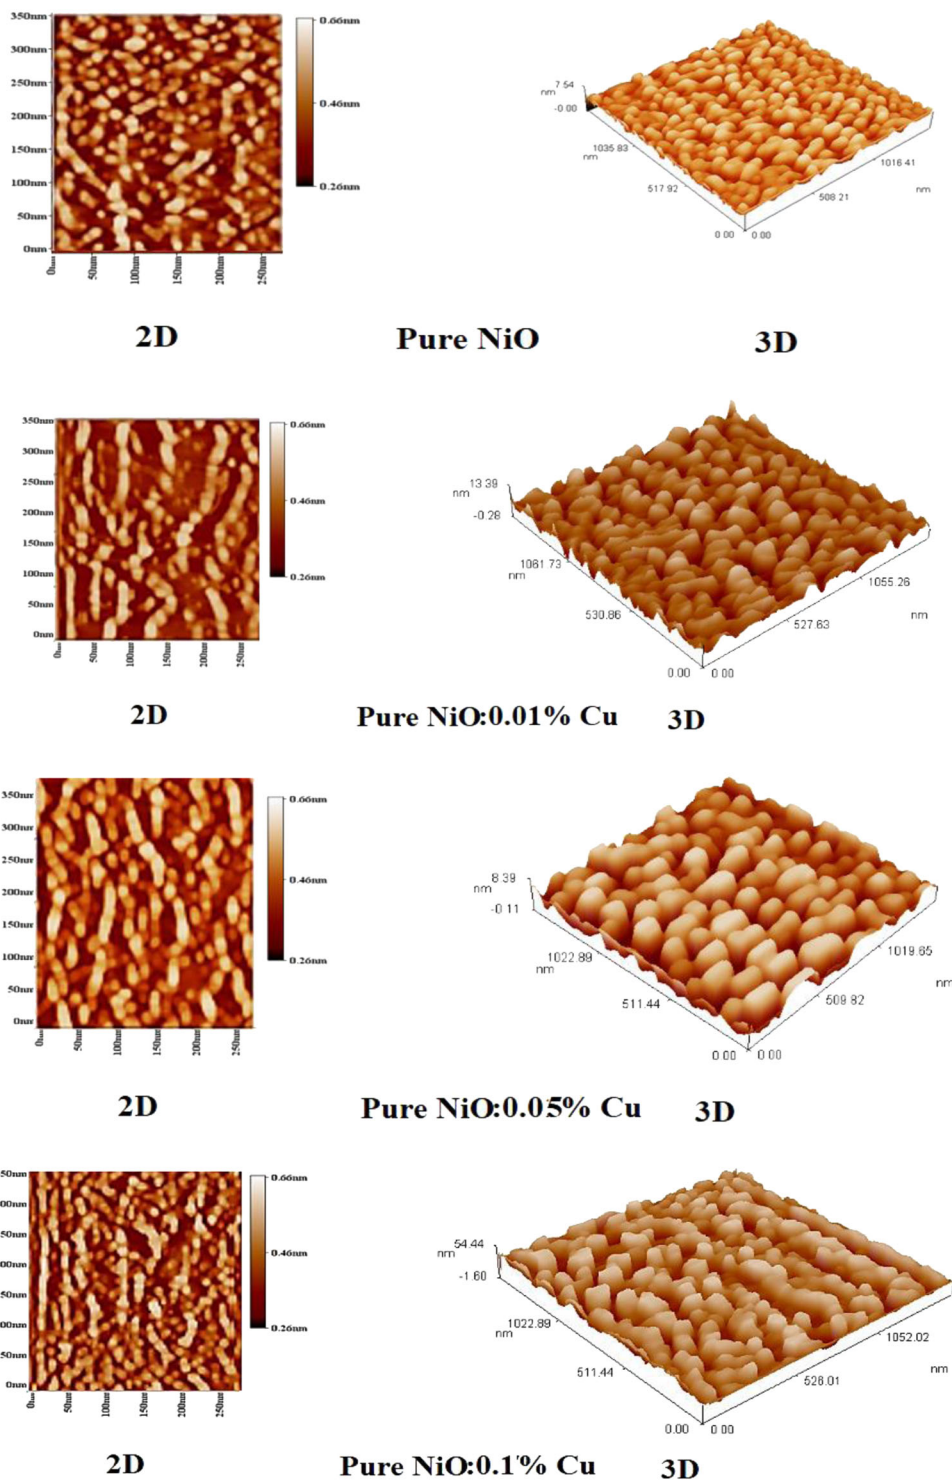 350nm
300nm
250nm
200nm
150nm
100nm
50nm
0nm
0nm
50nm
100nm
150nm
200nm
250nm
0.66nm
0.46nm
0.26nm
7.54
nm
-0.00
1035.83
nm
517.92
0.00
0.00
508.21
1016.41
nm
2D
Pure NiO
3D
350nm
300nm
250nm
200nm
150nm
100nm
50nm
0nm
0nm
50nm
100nm
150nm
200nm
250nm
0.66nm
0.46nm
0.26nm
13.39
nm
-0.28
1061.73
nm
530.86
0.00
0.00
527.63
1055.26
nm
2D
Pure NiO:0.01% Cu
3D
350nm
300nm
250nm
200nm
150nm
100nm
50nm
0nm
0nm
50nm
100nm
150nm
200nm
250nm
0.66nm
0.46nm
0.26nm
8.39
nm
-0.11
1022.89
nm
511.44
0.00
0.00
509.82
1019.65
nm
2D
Pure NiO:0.05% Cu
3D
50nm
00nm
50nm
00nm
50nm
00nm
50nm
0nm
0nm
50nm
100nm
150nm
200nm
250nm
0.66nm
0.46nm
0.26nm
54.44
nm
-1.60
1022.89
nm
511.44
0.00
0.00
526.01
1052.02
nm
2D
Pure NiO:0.1% Cu
3D